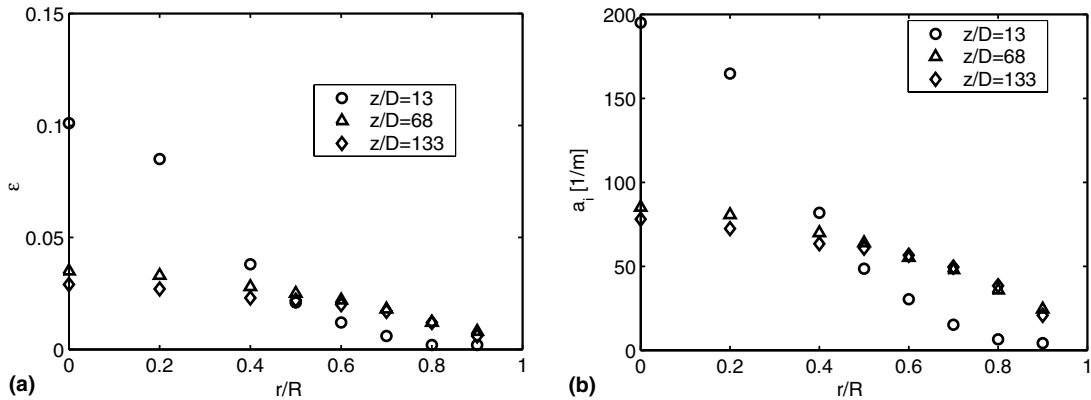 0.15
0.1
0.05
0
ε
0 0.2 0.4 0.6 0.8 1
r/R
z/D=13
z/D=68
z/D=133
(a)
200
150
100
50
0
a_i [1/m]
0 0.2 0.4 0.6 0.8 1
r/R
z/D=13
z/D=68
z/D=133
(b)